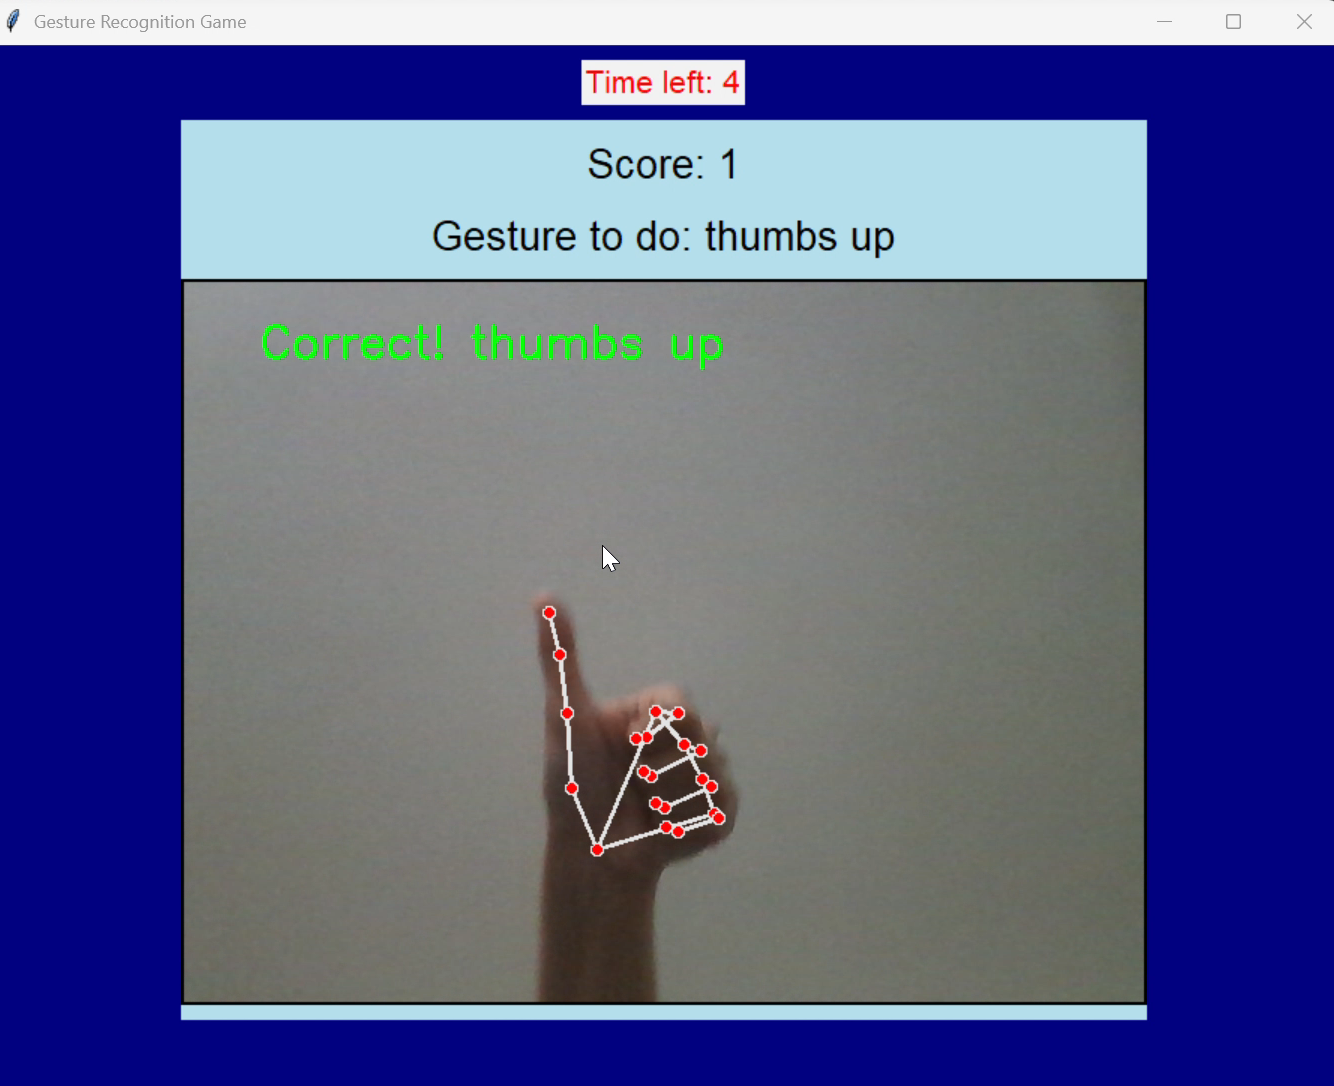 Gesture Recognition Game
Time left: 4
Score: 1
Gesture to do: thumbs up
Correct! thumbs up